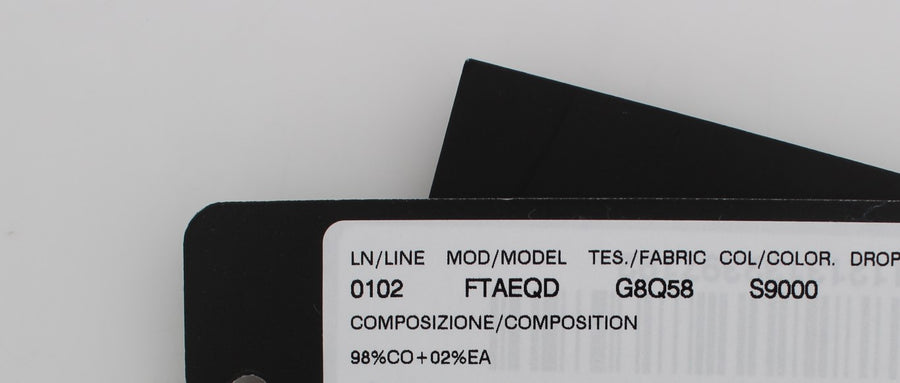 LN/LINE MOD/MODEL TES./FABRIC COL/COLOR. DROP
0102 FTAEQD G8Q58 S9000
COMPOSIZIONE/COMPOSITION
98%CO+02%EA